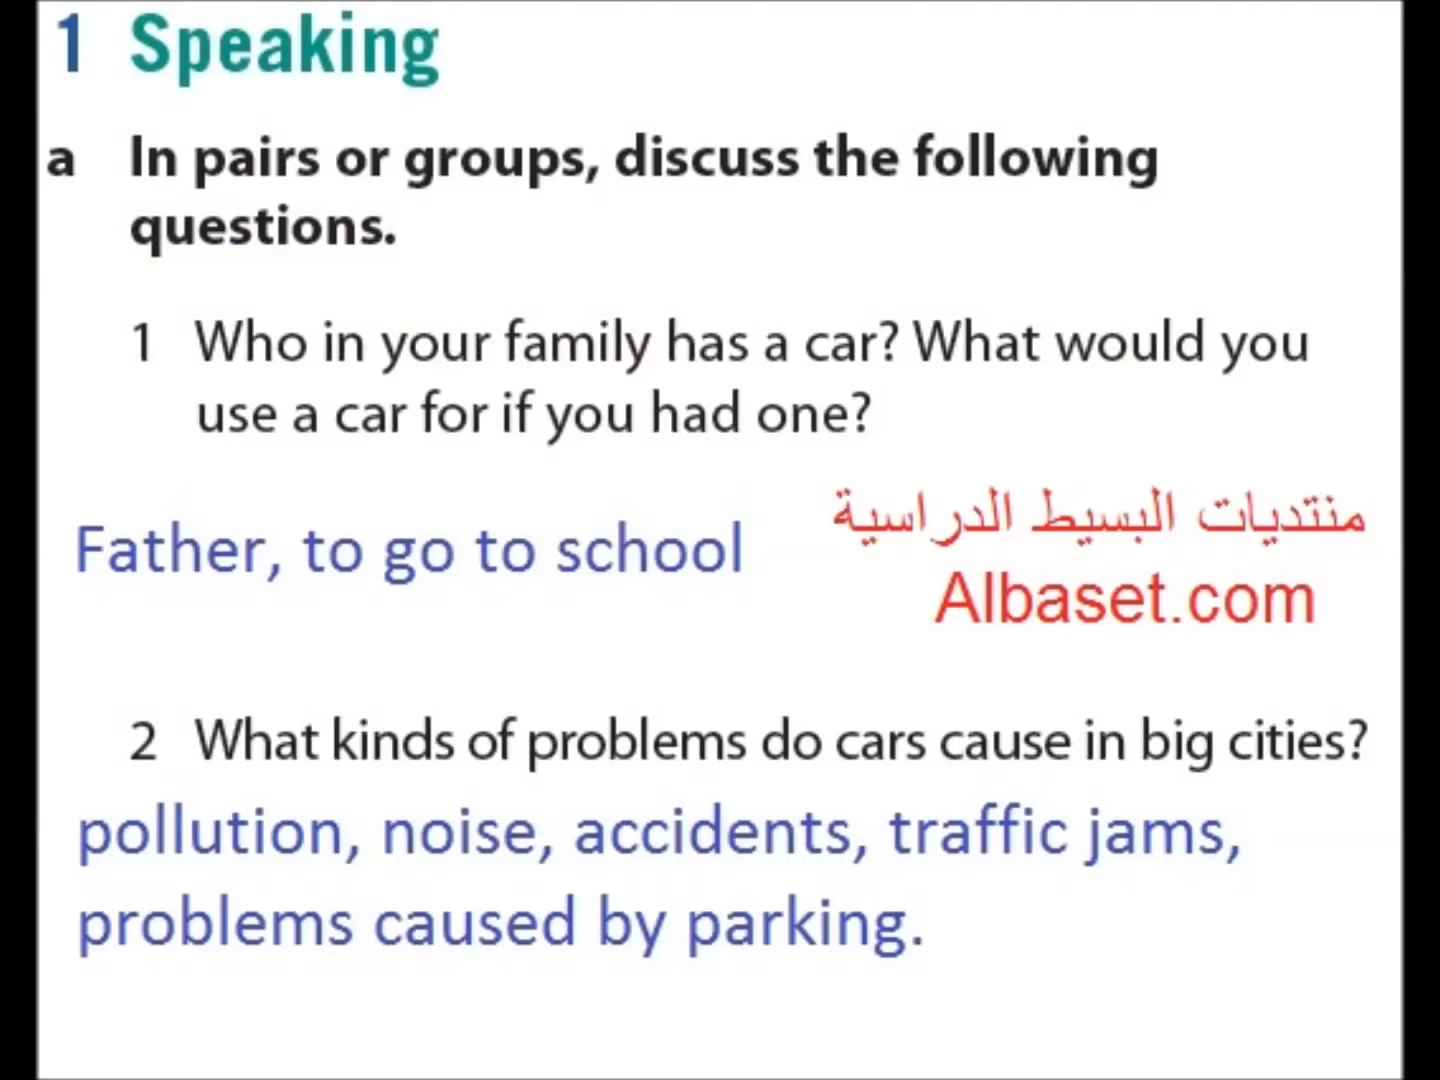 1 Speaking
a In pairs or groups, discuss the following
questions.
1 Who in your family has a car? What would you
use a car for if you had one?
Father, to go to school
منتديات البسيط الدراسية
Albaset.com
2 What kinds of problems do cars cause in big cities?
pollution, noise, accidents, traffic jams,
problems caused by parking.